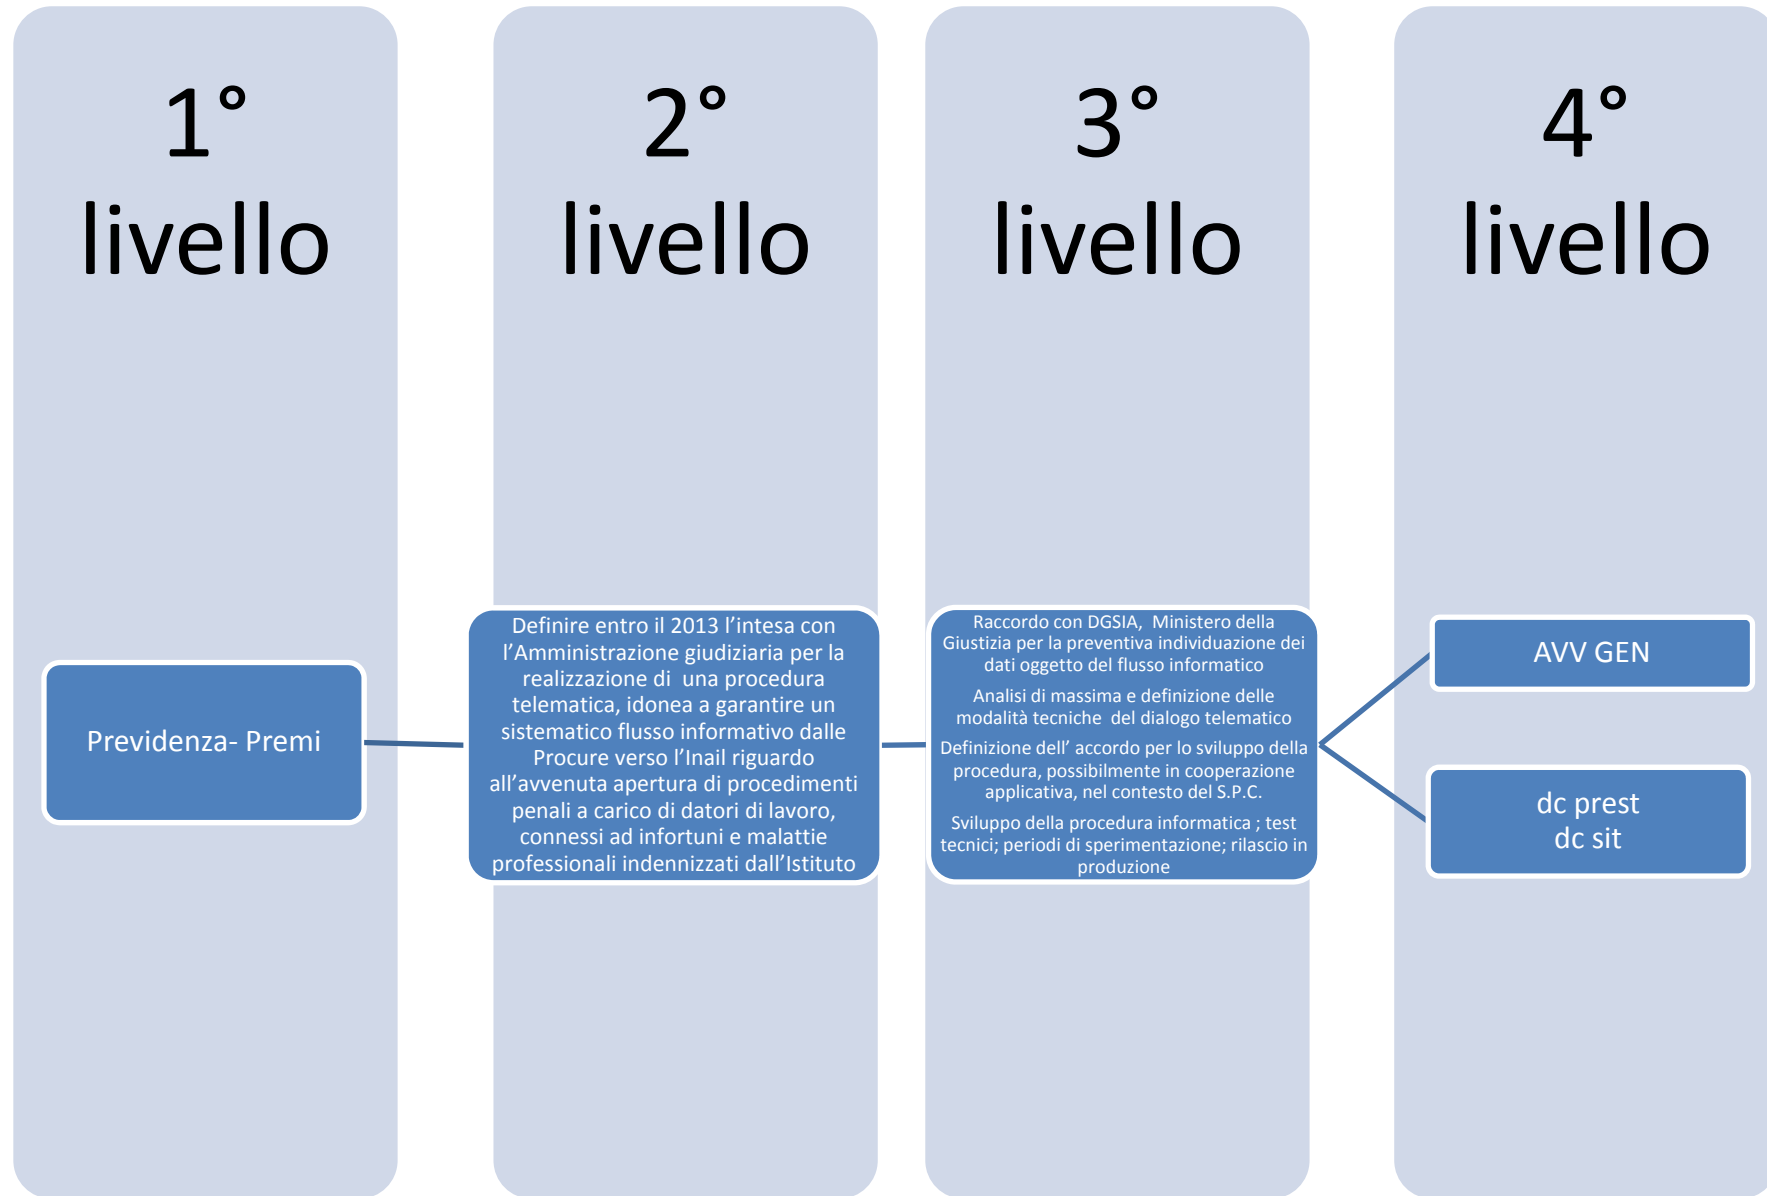 1°
livello
2°
livello
3°
livello
4°
livello
Previdenza- Premi
Definire entro il 2013 l’intesa con
l’Amministrazione giudiziaria per la
realizzazione di  una procedura
telematica, idonea a garantire un
sistematico flusso informativo dalle
Procure verso l’Inail riguardo
all’avvenuta apertura di procedimenti
penali a carico di datori di lavoro,
connessi ad infortuni e malattie
professionali indennizzati dall’Istituto
Raccordo con DGSIA,  Ministero della
Giustizia per la preventiva individuazione dei
dati oggetto del flusso informatico
Analisi di massima e definizione delle
modalità tecniche  del dialogo telematico
Definizione dell’ accordo per lo sviluppo della
procedura, possibilmente in cooperazione
applicativa, nel contesto del S.P.C.
Sviluppo della procedura informatica ; test
tecnici; periodi di sperimentazione; rilascio in
produzione
AVV GEN
dc prest
dc sit